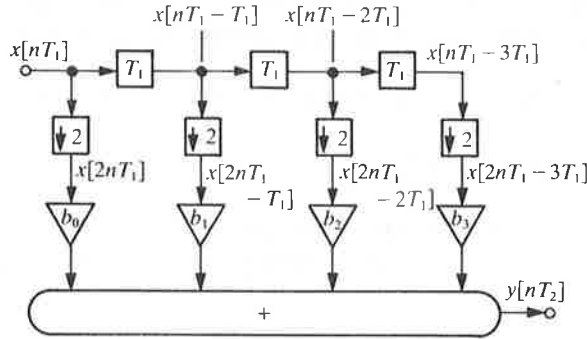 x[nT₁ − T₁] x[nT₁ − 2T₁]
x[nT₁] x[nT₁ − 3T₁]
T₁ T₁ T₁
2 2 2 2
x[2nT₁] x[2nT₁ − T₁] x[2nT₁ − 2T₁] x[2nT₁ − 3T₁]
b₀ b₁ b₂ b₃
+ y[nT₂]